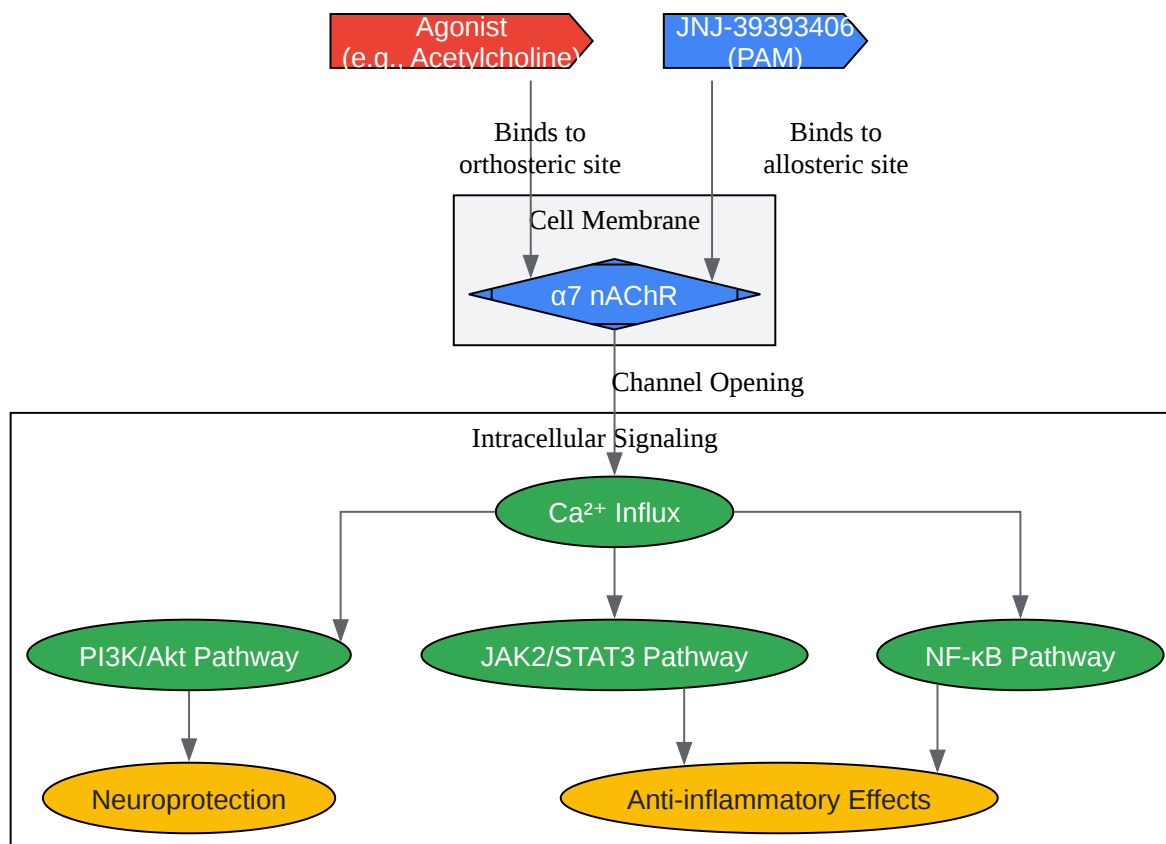 Agonist
(e.g., Acetylcholine)
JNJ-39393406
(PAM)
Binds to
orthosteric site
Binds to
allosteric site
Cell Membrane
α7 nAChR
Channel Opening
Intracellular Signaling
Ca²⁺ Influx
PI3K/Akt Pathway
JAK2/STAT3 Pathway
NF-κB Pathway
Neuroprotection
Anti-inflammatory Effects